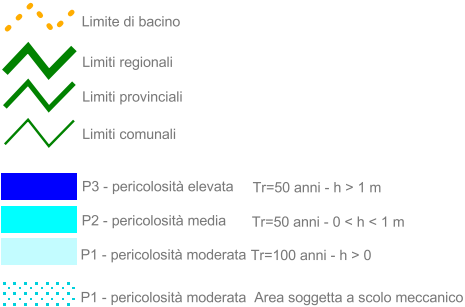 Limite di bacino
Limiti regionali
Limiti provinciali
Limiti comunali
P3 - pericolosità elevata Tr=50 anni - h > 1 m
P2 - pericolosità media Tr=50 anni - 0 < h < 1 m
P1 - pericolosità moderata Tr=100 anni - h > 0
P1 - pericolosità moderata Area soggetta a scolo meccanico